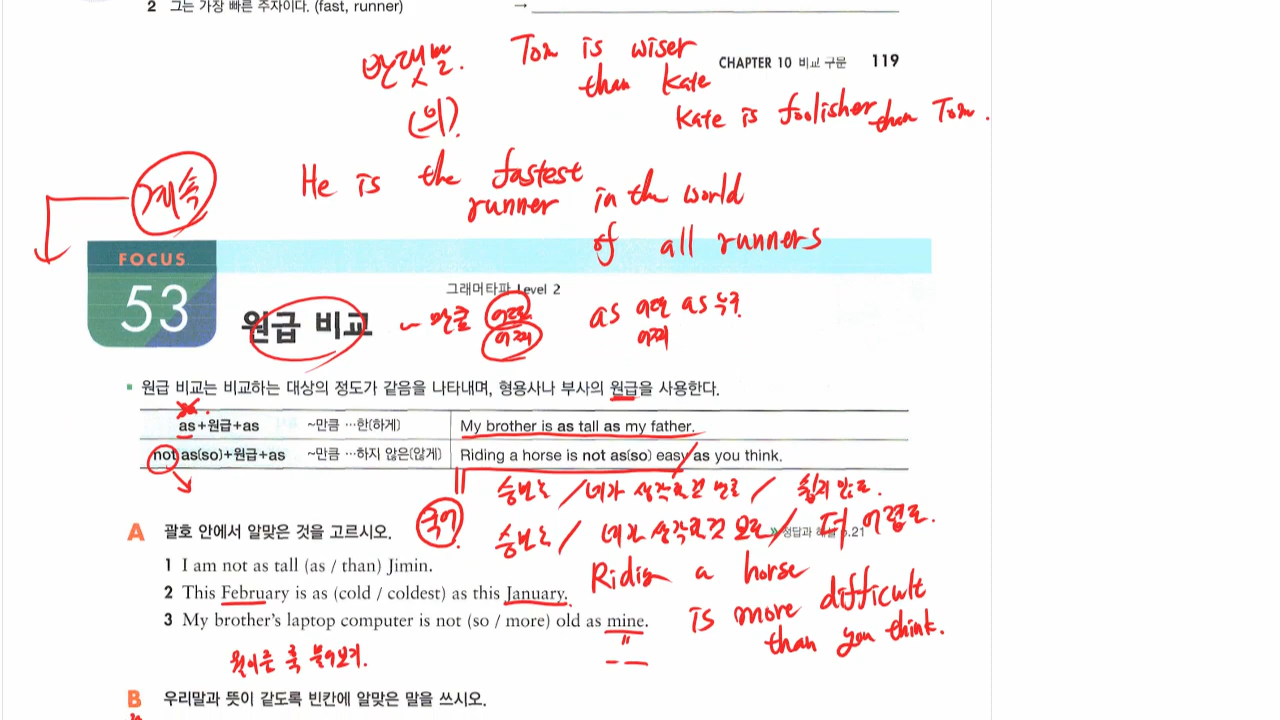 2 그는 가장 빠른 주자이다. (fast, runner) →
반댓말. Tom is wiser
than Kate
CHAPTER 10 비교 구문 119
(의) Kate is foolisher than Tom.
계속 He is the fastest
runner in the world
of all runners
FOCUS
53
그래머타파 Level 2
원급 비교 ~만큼 어떤 as 어떤 as 누구
어찌 어찌
▪ 원급 비교는 비교하는 대상의 정도가 같음을 나타내며, 형용사나 부사의 원급을 사용한다.
as+원급+as ~만큼 …한(하게) My brother is as tall as my father.
not as(so)+원급+as ~만큼 …하지 않은(않게) Riding a horse is not as(so) easy as you think.
승마는 / 네가 생각하는 만큼 / 쉽지 않다.
국어 승마는 / 네가 생각하는 것 보다 / 더 어렵다.
A 괄호 안에서 알맞은 것을 고르시오.
1 I am not as tall (as / than) Jimin.
2 This February is as (cold / coldest) as this January.
3 My brother's laptop computer is not (so / more) old as mine.
Riding a horse
is more difficult
than you think.
B 우리말과 뜻이 같도록 빈칸에 알맞은 말을 쓰시오.